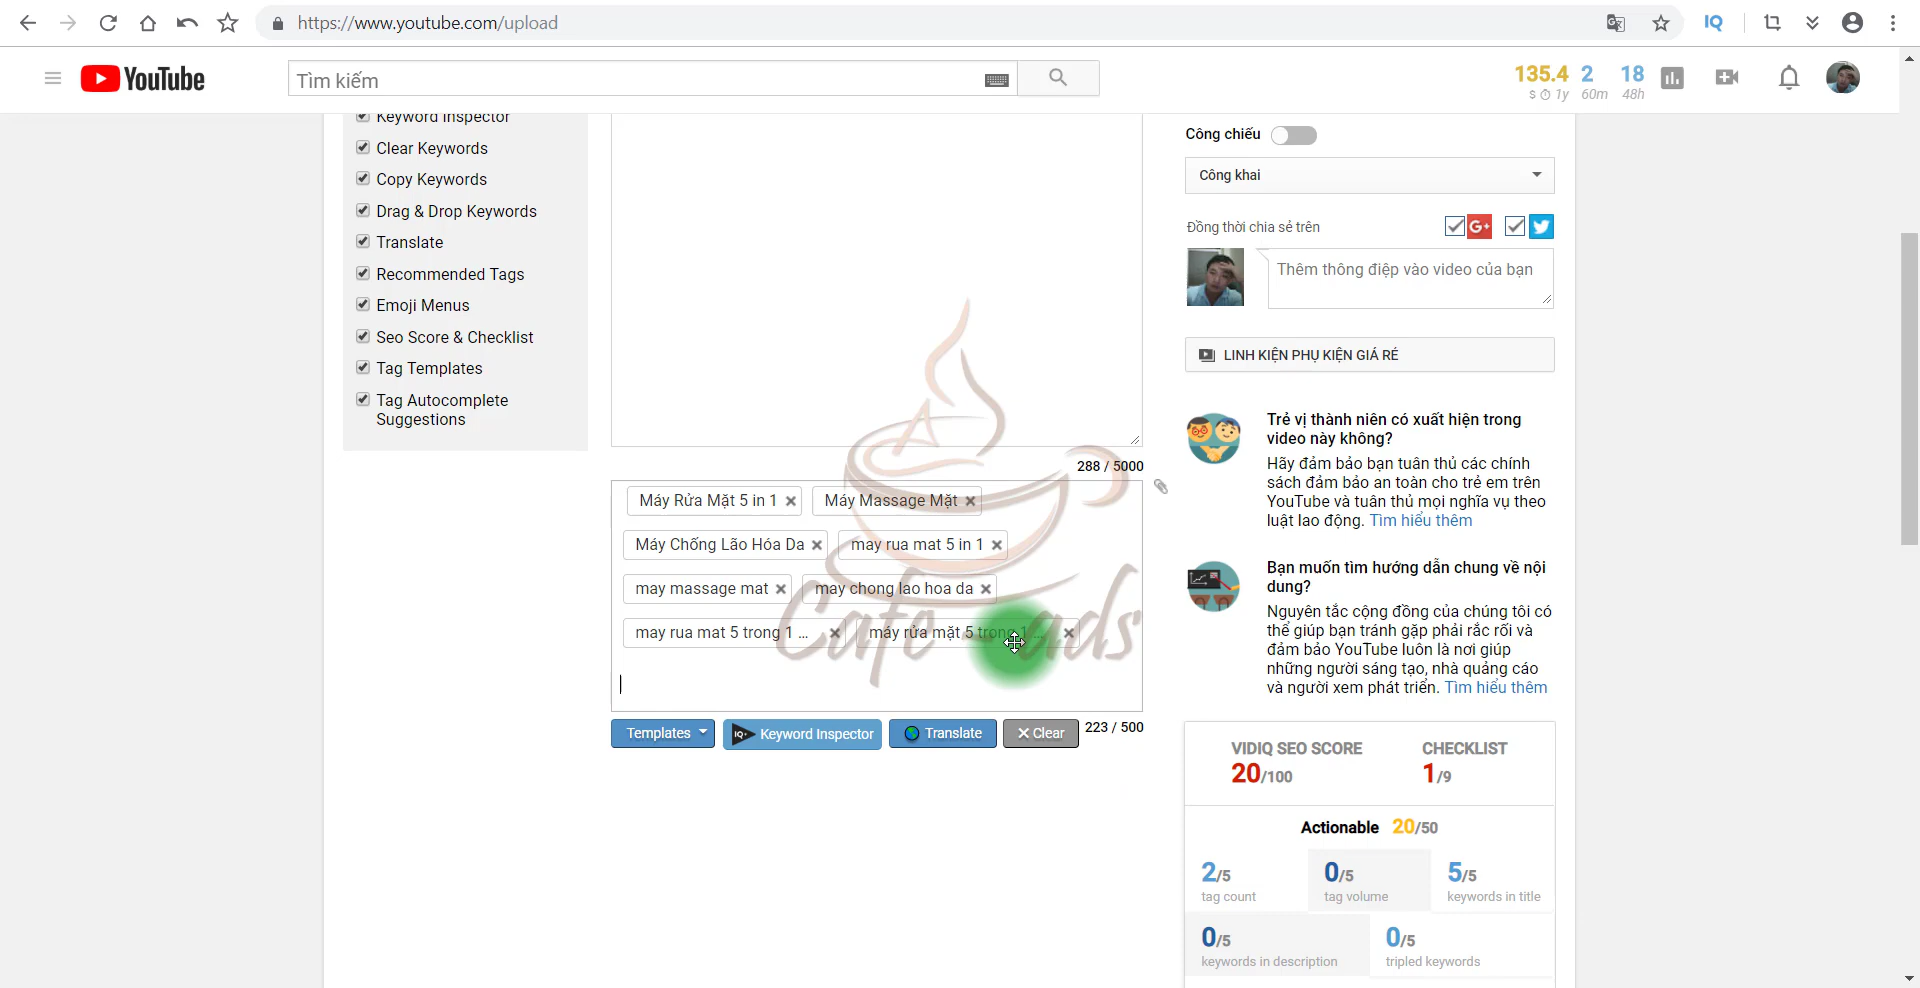 https://www.youtube.com/upload
IQ
YouTube
Tìm kiếm
135.4 2 18
$ 1y 60m 48h
Keyword Inspector
Clear Keywords
Copy Keywords
Drag & Drop Keywords
Translate
Recommended Tags
Emoji Menus
Seo Score & Checklist
Tag Templates
Tag Autocomplete
Suggestions
288 / 5000
Máy Rửa Mặt 5 in 1
Máy Massage Mặt
Máy Chống Lão Hóa Da
may rua mat 5 in 1
may massage mat
may chong lao hoa da
may rua mat 5 trong 1 ...
máy rửa mặt 5 trong 1 ...
Cafe ads
Templates
IQ Keyword Inspector
Translate
Clear
223 / 500
Công chiếu
Công khai
Đồng thời chia sẻ trên
G+
Thêm thông điệp vào video của bạn
LINH KIỆN PHỤ KIỆN GIÁ RẺ
Trẻ vị thành niên có xuất hiện trong
video này không?
Hãy đảm bảo bạn tuân thủ các chính
sách đảm bảo an toàn cho trẻ em trên
YouTube và tuân thủ mọi nghĩa vụ theo
luật lao động. Tìm hiểu thêm
Bạn muốn tìm hướng dẫn chung về nội
dung?
Nguyên tắc cộng đồng của chúng tôi có
thể giúp bạn tránh gặp phải rắc rối và
đảm bảo YouTube luôn là nơi giúp
những người sáng tạo, nhà quảng cáo
và người xem phát triển. Tìm hiểu thêm
VIDIQ SEO SCORE
20/100
CHECKLIST
1/9
Actionable 20/50
2/5
tag count
0/5
tag volume
5/5
keywords in title
0/5
keywords in description
0/5
tripled keywords